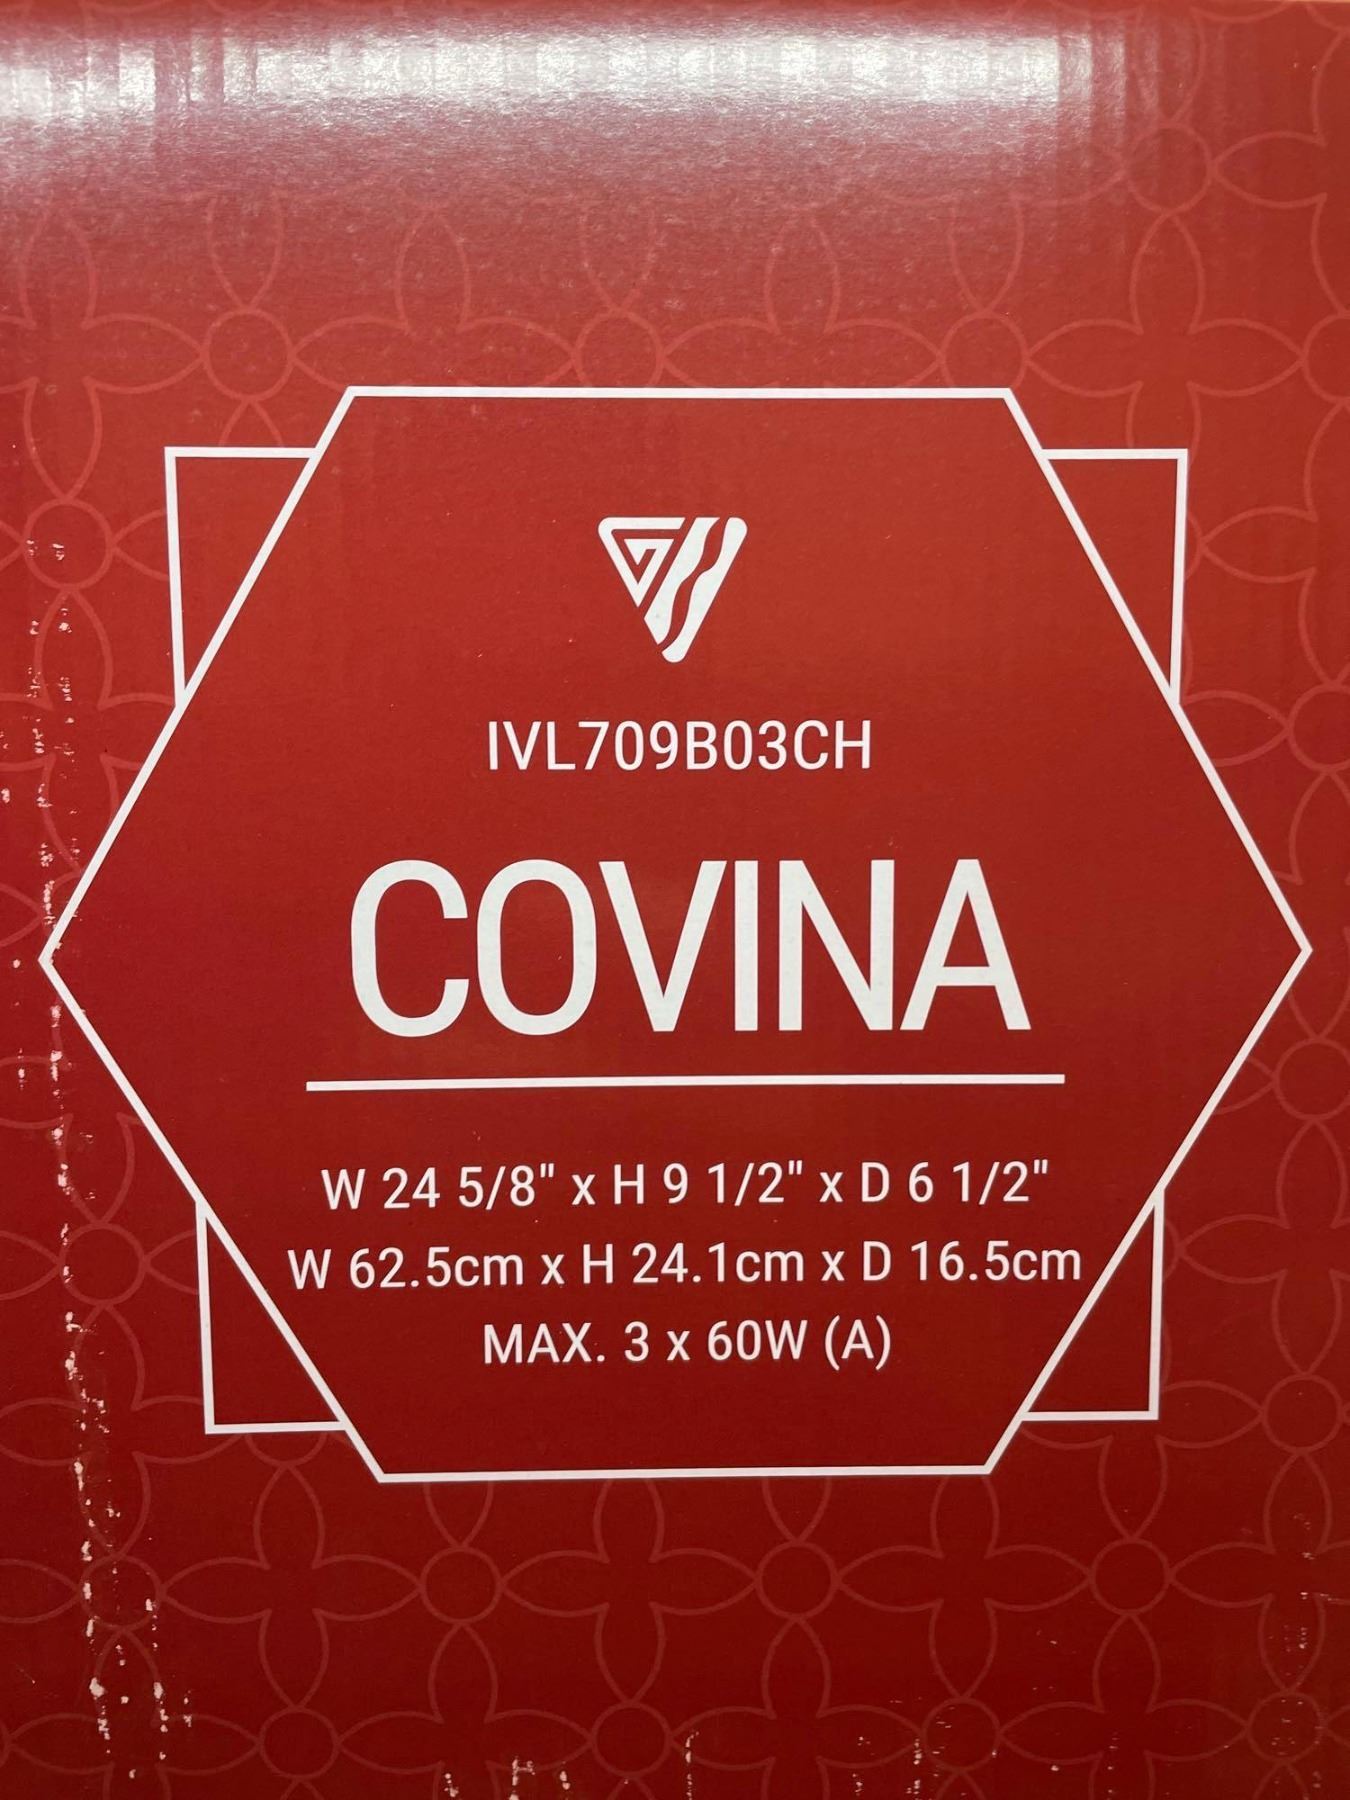 IVL709B03CH
COVINA
W 24 5/8" x H 9 1/2" x D 6 1/2"
W 62.5cm x H 24.1cm x D 16.5cm
MAX. 3 x 60W (A)